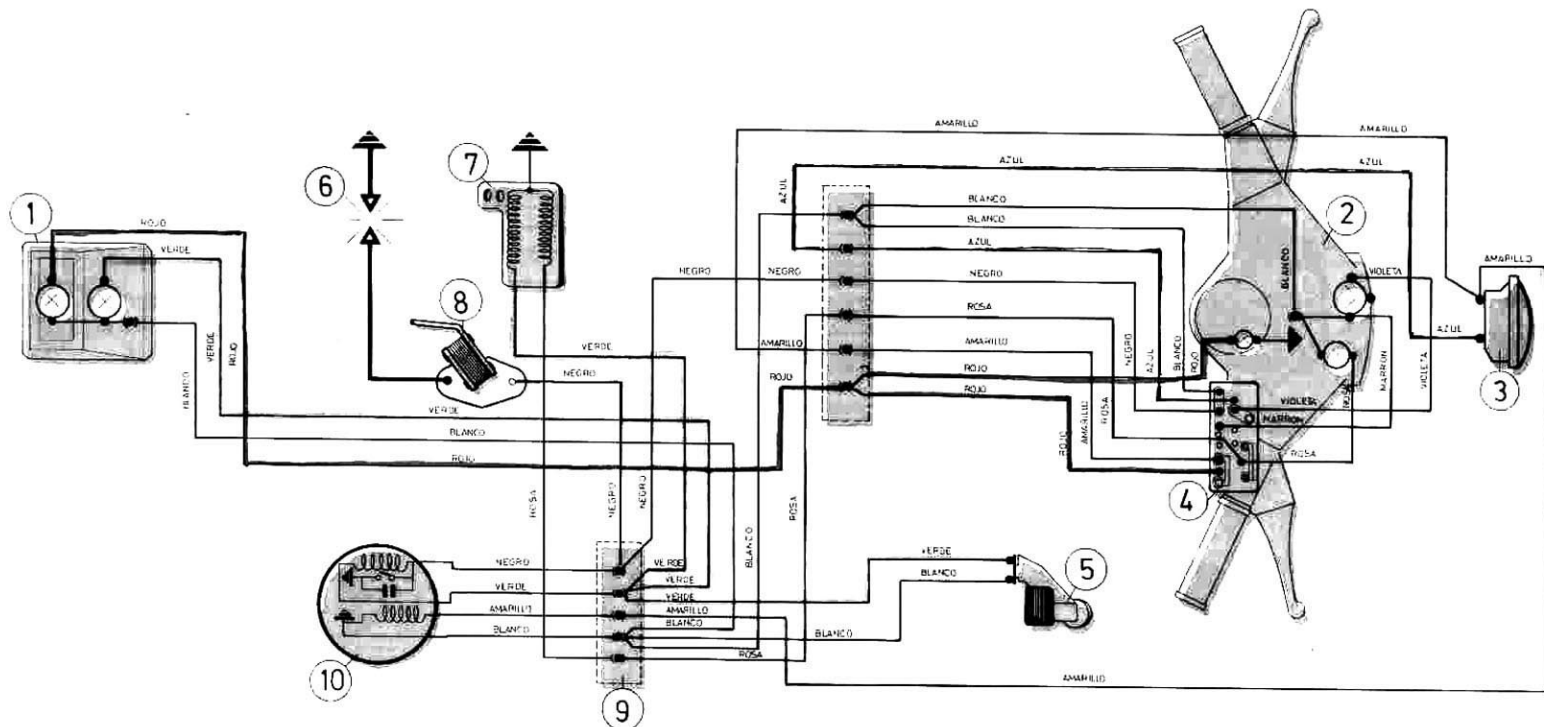 AMARILLO
AMARILLO
6
7
2
1
ROJO
VERDE
AZUL
AZUL
AZUL
BLANCO
BLANCO
AZUL
NEGRO
NEGRO
NEGRO
BLANCO
VIOLETA
AMARILLO
8
ROSA
VERDE
ROJO
VERDE
AMARILLO
AMARILLO
NEGRO
AZUL
BLANCO
ROJO
MARRON
VIOLETA
AZUL
3
BLANCO
NEGRO
ROJO
ROJO
ROJO
VERDE
BLANCO
ROJO
ROJO
AMARILLO
ROSA
VIOLETA
MARRON
ROSA
ROSA
4
ROSA
NEGRO
NEGRO
ROSA
BLANCO
NEGRO
VERDE
VERDE
VERDE
VERDE
VERDE
BLANCO
5
AMARILLO
AMARILLO
BLANCO
BLANCO
BLANCO
ROSA
AMARILLO
10
9